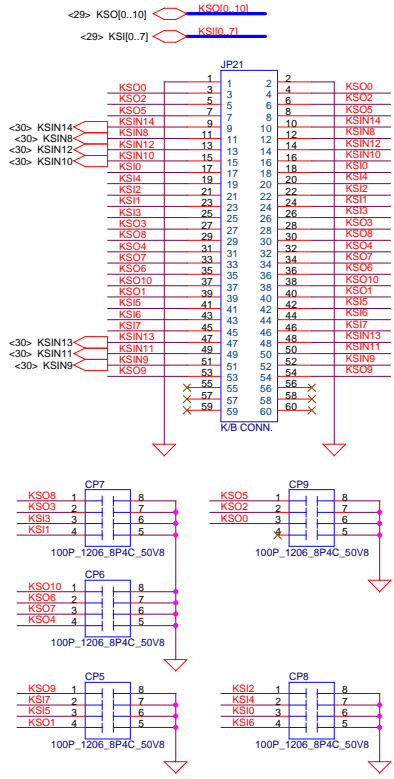 <29> KSO[0..10] KSO[0..10]
<29> KSI[0..7] KSI[0..7]
JP21
1 1 2 2
KSO0 3 3 4 4 KSO0
KSO2 5 5 6 6 KSO2
KSO5 7 7 8 8 KSO5
<30> KSIN14 KSIN14 9 9 10 10 KSIN14
<30> KSIN8 KSIN8 11 11 12 12 KSIN8
<30> KSIN12 KSIN12 13 13 14 14 KSIN12
<30> KSIN10 KSIN10 15 15 16 16 KSIN10
KSI0 17 17 18 18 KSI0
KSI4 19 19 20 20 KSI4
KSI2 21 21 22 22 KSI2
KSI1 23 23 24 24 KSI1
KSI3 25 25 26 26 KSI3
KSO3 27 27 28 28 KSO3
KSO8 29 29 30 30 KSO8
KSO4 31 31 32 32 KSO4
KSO7 33 33 34 34 KSO7
KSO6 35 35 36 36 KSO6
KSO10 37 37 38 38 KSO10
KSO1 39 39 40 40 KSO1
KSI5 41 41 42 42 KSI5
KSI6 43 43 44 44 KSI6
KSI7 45 45 46 46 KSI7
<30> KSIN13 KSIN13 47 47 48 48 KSIN13
<30> KSIN11 KSIN11 49 49 50 50 KSIN11
<30> KSIN9 KSIN9 51 51 52 52 KSIN9
KSO9 53 53 54 54 KSO9
55 55 56 56
57 57 58 58
59 59 60 60
K/B CONN.
CP7
KSO8 1 8
KSO3 2 7
KSI3 3 6
KSI1 4 5
100P_1206_8P4C_50V8
CP9
KSO5 1 8
KSO2 2 7
KSO0 3 6
4 5
100P_1206_8P4C_50V8
CP6
KSO10 1 8
KSO6 2 7
KSO7 3 6
KSO4 4 5
100P_1206_8P4C_50V8
CP5
KSO9 1 8
KSI7 2 7
KSI5 3 6
KSO1 4 5
100P_1206_8P4C_50V8
CP8
KSI2 1 8
KSI4 2 7
KSI0 3 6
KSI6 4 5
100P_1206_8P4C_50V8